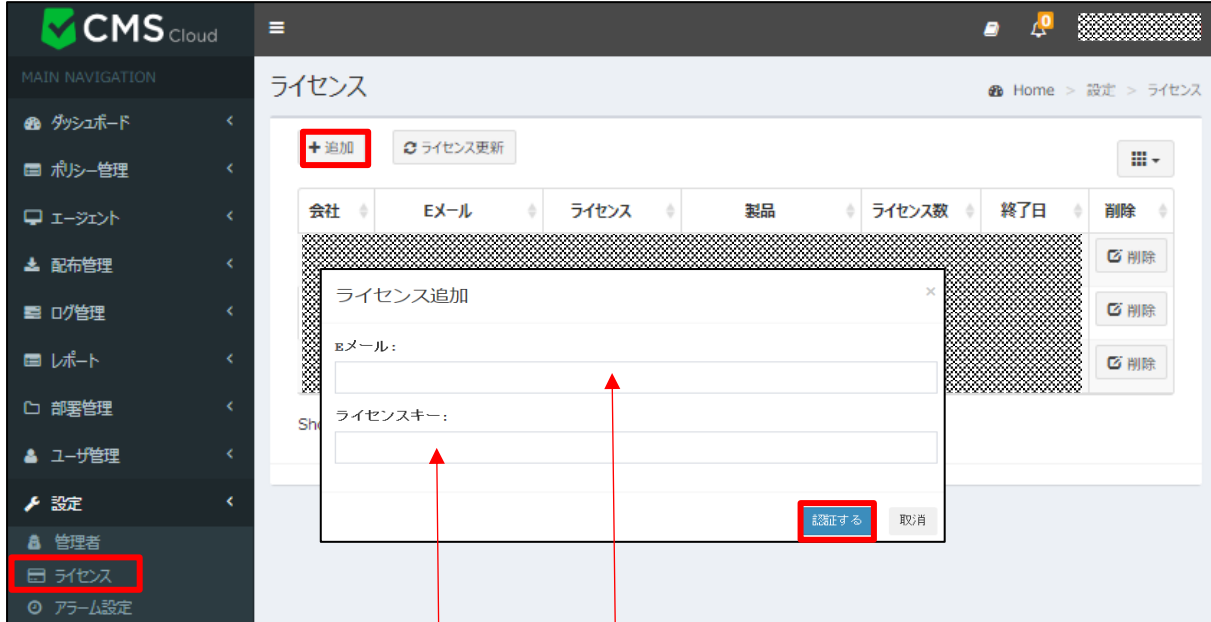 CMS Cloud
0
MAIN NAVIGATION
ライセンス
Home > 設定 > ライセンス
ダッシュボード
ポリシー管理
エージェント
配布管理
ログ管理
レポート
部署管理
ユーザ管理
設定
管理者
ライセンス
アラーム設定
追加
ライセンス更新
会社 Eメール ライセンス 製品 ライセンス数 終了日 削除
削除
削除
削除
ライセンス追加
×
Eメール:
ライセンスキー:
認証する 取消